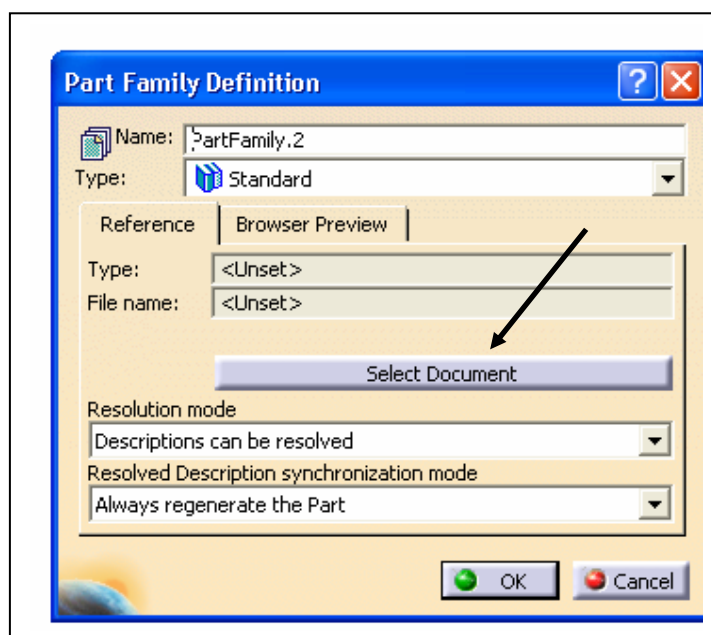 Part Family Definition
Name: PartFamily.2
Type: Standard
Reference Browser Preview
Type: <Unset>
File name: <Unset>
Select Document
Resolution mode
Descriptions can be resolved
Resolved Description synchronization mode
Always regenerate the Part
OK Cancel